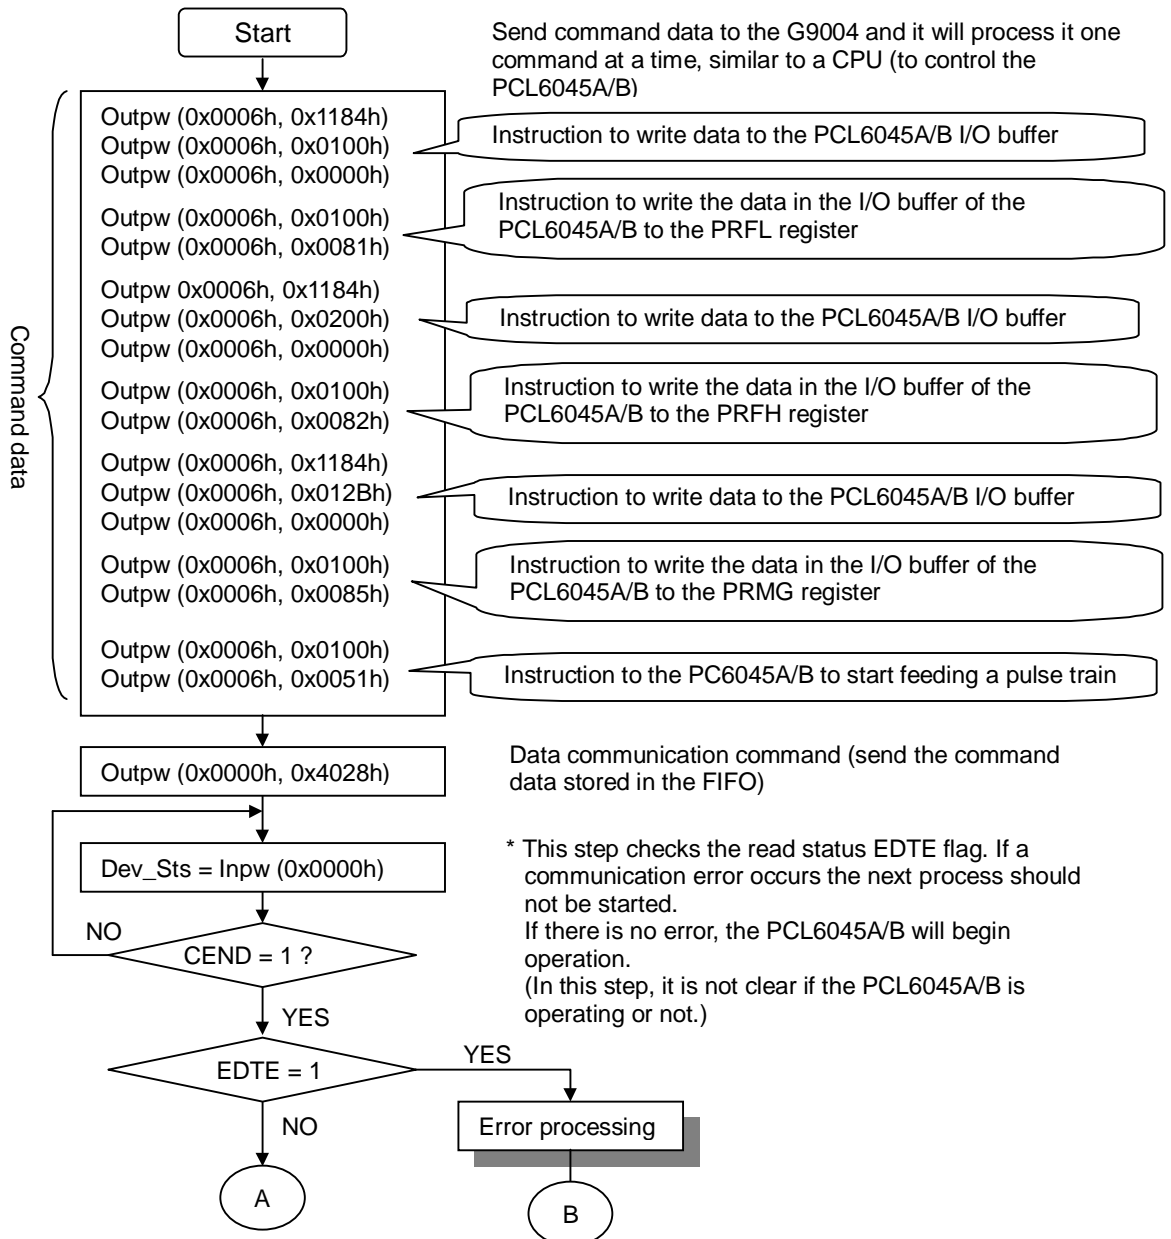 Start
Send command data to the G9004 and it will process it one
command at a time, similar to a CPU (to control the
PCL6045A/B)
Command data
Outpw (0x0006h, 0x1184h)
Outpw (0x0006h, 0x0100h)
Outpw (0x0006h, 0x0000h)
Instruction to write data to the PCL6045A/B I/O buffer
Outpw (0x0006h, 0x0100h)
Outpw (0x0006h, 0x0081h)
Instruction to write the data in the I/O buffer of the
PCL6045A/B to the PRFL register
Outpw 0x0006h, 0x1184h)
Outpw (0x0006h, 0x0200h)
Outpw (0x0006h, 0x0000h)
Instruction to write data to the PCL6045A/B I/O buffer
Outpw (0x0006h, 0x0100h)
Outpw (0x0006h, 0x0082h)
Instruction to write the data in the I/O buffer of the
PCL6045A/B to the PRFH register
Outpw (0x0006h, 0x1184h)
Outpw (0x0006h, 0x012Bh)
Outpw (0x0006h, 0x0000h)
Instruction to write data to the PCL6045A/B I/O buffer
Outpw (0x0006h, 0x0100h)
Outpw (0x0006h, 0x0085h)
Instruction to write the data in the I/O buffer of the
PCL6045A/B to the PRMG register
Outpw (0x0006h, 0x0100h)
Outpw (0x0006h, 0x0051h)
Instruction to the PC6045A/B to start feeding a pulse train
Outpw (0x0000h, 0x4028h)
Data communication command (send the command
data stored in the FIFO)
Dev_Sts = Inpw (0x0000h)
* This step checks the read status EDTE flag. If a
communication error occurs the next process should
not be started.
If there is no error, the PCL6045A/B will begin
operation.
(In this step, it is not clear if the PCL6045A/B is
operating or not.)
NO
CEND = 1 ?
YES
EDTE = 1
YES
NO
Error processing
A
B